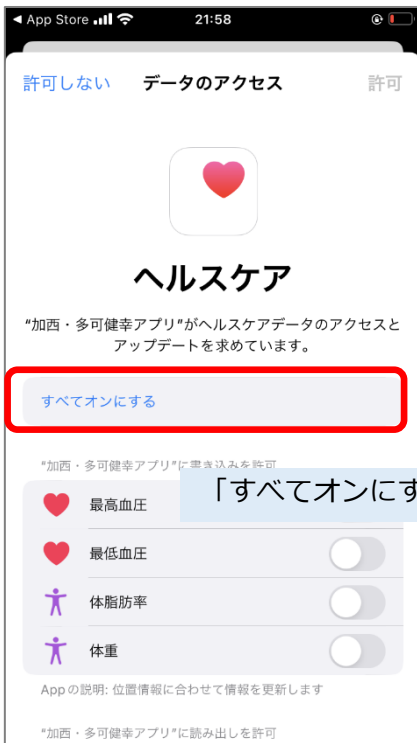 ◀ App Store 21:58
許可しない データのアクセス 許可
ヘルスケア
"加西・多可健幸アプリ"がヘルスケアデータのアクセスと
アップデートを求めています。
すべてオンにする
"加西・多可健幸アプリ"に書き込みを許可
「すべてオンにす
最高血圧
最低血圧
体脂肪率
体重
Appの説明: 位置情報に合わせて情報を更新します
"加西・多可健幸アプリ"に読み出しを許可